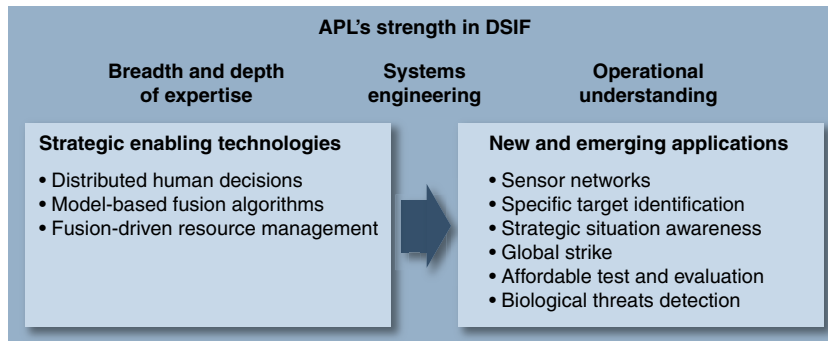 APL's strength in DSIF
Breadth and depth
of expertise
Systems
engineering
Operational
understanding
Strategic enabling technologies
• Distributed human decisions
• Model-based fusion algorithms
• Fusion-driven resource management
New and emerging applications
• Sensor networks
• Specific target identification
• Strategic situation awareness
• Global strike
• Affordable test and evaluation
• Biological threats detection